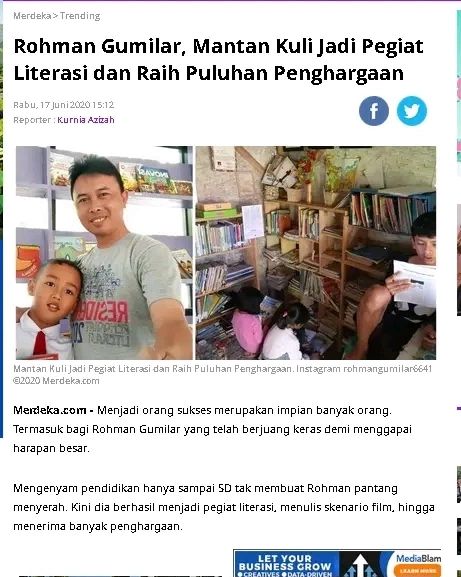 Merdeka > Trending
Rohman Gumilar, Mantan Kuli Jadi Pegiat
Literasi dan Raih Puluhan Penghargaan
Rabu, 17 Juni 2020 15:12
Reporter : Kurnia Azizah
Mantan Kuli Jadi Pegiat Literasi dan Raih Puluhan Penghargaan. Instagram rohmangumilar6641
©2020 Merdeka.com
Merdeka.com - Menjadi orang sukses merupakan impian banyak orang.
Termasuk bagi Rohman Gumilar yang telah berjuang keras demi menggapai
harapan besar.
Mengenyam pendidikan hanya sampai SD tak membuat Rohman pantang
menyerah. Kini dia berhasil menjadi pegiat literasi, menulis skenario film, hingga
menerima banyak penghargaan.
LET YOUR
BUSINESS GROW
CREATIVES DATA-DRIVEN
MediaBlam
LEARN MORE